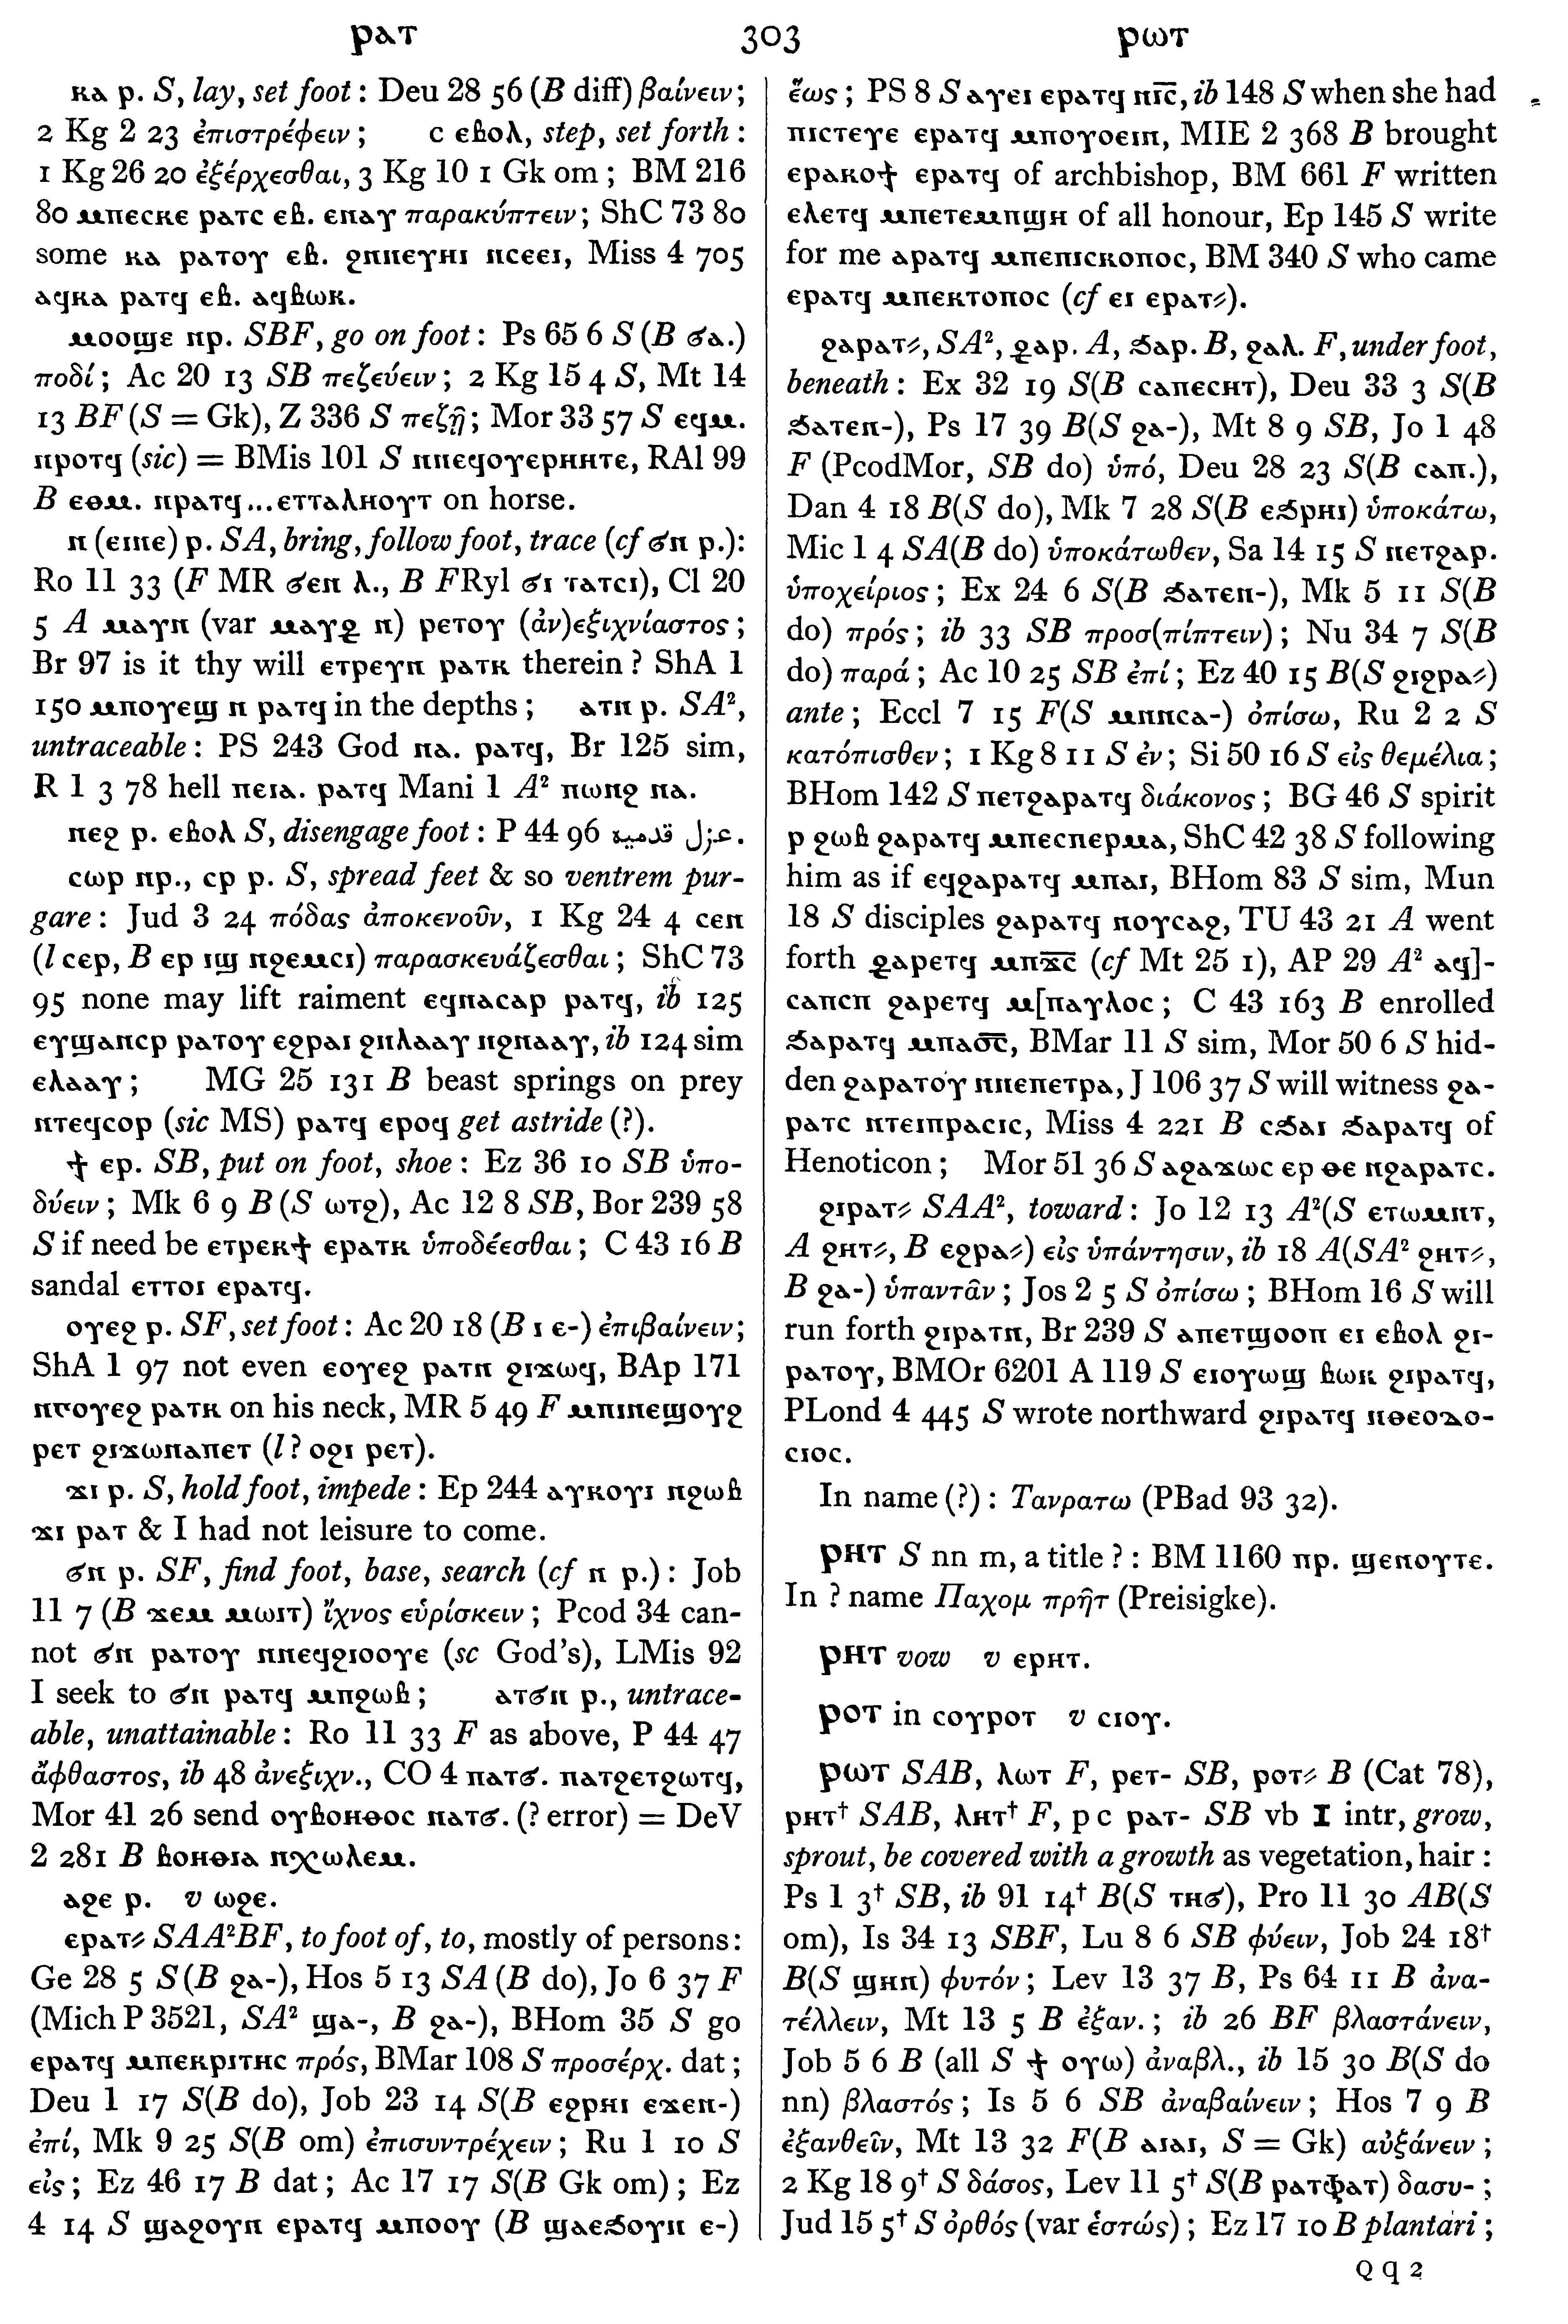 ⲣⲁⲧ 303 ⲣⲱⲧ
ⲕⲁ ⲣ. S, lay, set foot: Deu 28 56 (B diff) βαίνειν;
2 Kg 2 23 ἐπιστρέφειν; c ⲉⲃⲟⲗ, step, set forth:
1 Kg 26 20 ἐξέρχεσθαι, 3 Kg 10 1 Gk om; BM 216
80 ⲙⲡⲉⲥⲕⲉ ⲣⲁⲧⲥ ⲉⲃ. ⲉⲛⲁⲩ παρακύπτειν; ShC 73 80
some ⲕⲁ ⲣⲁⲧⲟⲩ ⲉⲃ. ϩⲛⲛⲉⲩⲏⲓ ⲛⲥⲉⲉⲓ, Miss 4 705
ⲁϥⲕⲁ ⲣⲁⲧϥ ⲉⲃ. ⲁϥⲃⲱⲕ.
ⲙⲟⲟϣⲉ ⲛⲣ. SBF, go on foot: Ps 65 6 S (B ϭⲁ.)
ποδί; Ac 20 13 SB πεζεύειν; 2 Kg 15 4 S, Mt 14
13 BF (S = Gk), Z 336 S πεζῇ; Mor 33 57 S ⲉϥⲙ.
ⲛⲣⲟⲧϥ (sic) = BMis 101 S ⲛⲛⲉϥⲟⲩⲉⲣⲏⲏⲧⲉ, RAl 99
B ⲉⲑⲙ. ⲛⲣⲁⲧϥ...ⲉⲧⲧⲁⲗⲏⲟⲩⲧ on horse.
ⲛ (ⲉⲓⲛⲉ) ⲣ. SA, bring, follow foot, trace (cf ϭⲛ ⲣ.):
Ro 11 33 (F MR ϭⲉⲛ ⲗ., B FRyl ϭⲓ ⲧⲁⲧⲥⲓ), Cl 20
5 A ⲙⲁⲩⲛ (var ⲙⲁⲩϩ ⲛ) ⲣⲉⲧⲟⲩ (ἀν)εξιχνίαστος;
Br 97 is it thy will ⲉⲧⲣⲉⲩⲛ ⲣⲁⲧⲕ therein? ShA 1
150 ⲙⲡⲟⲩⲉϣ ⲛ ⲣⲁⲧϥ in the depths; ⲁⲧⲛ ⲣ. SA²,
untraceable: PS 243 God ⲡⲁ. ⲣⲁⲧϥ, Br 125 sim,
R 1 3 78 hell ⲡⲉⲓⲁ. ⲣⲁⲧϥ Mani 1 A² ⲡⲱⲛϩ ⲛⲁ.
ⲡⲉϩ ⲣ. ⲉⲃⲟⲗ S, disengage foot: P 44 96 عزل قدميه.
ⲥⲱⲣ ⲛⲣ., ⲥⲣ ⲣ. S, spread feet & so ventrem pur-
gare: Jud 3 24 πόδας ἀποκενοῦν, 1 Kg 24 4 ⲥⲉⲛ
(l ⲥⲉⲣ, B ⲉⲣ ⲓϣ ⲛϩⲉⲙⲥⲓ) παρασκευάζεσθαι; ShC 73
95 none may lift raiment ⲉϥⲛⲁⲥⲁⲣ ⲣⲁⲧϥ, ib 125
ⲉⲩϣⲁⲛⲥⲣ ⲣⲁⲧⲟⲩ ⲉϩⲣⲁⲓ ϩⲛⲗⲁⲁⲩ ⲛϩⲛⲁⲁⲩ, ib 124 sim
ⲉⲗⲁⲁⲩ; MG 25 131 B beast springs on prey
ⲛⲧⲉϥⲥⲟⲣ (sic MS) ⲣⲁⲧϥ ⲉⲣⲟϥ get astride (?).
ϯ ⲉⲣ. SB, put on foot, shoe: Ez 36 10 SB ὑπο-
δύειν; Mk 6 9 B (S ⲱⲧϩ), Ac 12 8 SB, Bor 239 58
S if need be ⲉⲧⲣⲉⲕϯ ⲉⲣⲁⲧⲕ ὑποδέεσθαι; C 43 16 B
sandal ⲉⲧⲧⲟⲓ ⲉⲣⲁⲧϥ.
ⲟⲩⲉϩ ⲣ. SF, set foot: Ac 20 18 (B ⲓ ⲉ-) ἐπιβαίνειν;
ShA 1 97 not even ⲉⲟⲩⲉϩ ⲣⲁⲧⲛ ϩⲓϫⲱϥ, BAp 171
ⲛⲅⲟⲩⲉϩ ⲣⲁⲧⲕ on his neck, MR 5 49 F ⲙⲡⲓⲛⲉϣⲟⲩϩ
ⲣⲉⲧ ϩⲓϫⲱⲡⲁⲡⲉⲧ (l ? ⲟϩⲓ ⲣⲉⲧ).
ϫⲓ ⲣ. S, hold foot, impede: Ep 244 ⲁⲩⲕⲟⲩⲓ ⲛϩⲱⲃ
ϫⲓ ⲣⲁⲧ & I had not leisure to come.
ϭⲛ ⲣ. SF, find foot, base, search (cf ⲛ ⲣ.): Job
11 7 (B ϫⲉⲙ ⲙⲱⲓⲧ) ἴχνος εὑρίσκειν; Pcod 34 can-
not ϭⲛ ⲣⲁⲧⲟⲩ ⲛⲛⲉϥϩⲓⲟⲟⲩⲉ (sc God's), LMis 92
I seek to ϭⲛ ⲣⲁⲧϥ ⲙⲡϩⲱⲃ; ⲁⲧϭⲛ ⲣ., untrace-
able, unattainable: Ro 11 33 F as above, P 44 47
ἄφθαστος, ib 48 ἀνεξιχν., CO 4 ⲡⲁⲧϭ. ⲡⲁⲧϩⲉⲧϩⲱⲧϥ,
Mor 41 26 send ⲟⲩⲃⲟⲏⲑⲟⲥ ⲛⲁⲧϭ. (? error) = DeV
2 281 B ⲃⲟⲏⲑⲓⲁ ⲛⲭⲱⲗⲉⲙ.
ⲁϩⲉ ⲣ. v ⲱϩⲉ.
ⲉⲣⲁⲧ⸗ SAA²BF, to foot of, to, mostly of persons:
Ge 28 5 S (B ϩⲁ-), Hos 5 13 SA (B do), Jo 6 37 F
(Mich P 3521, SA² ϣⲁ-, B ϩⲁ-), BHom 35 S go
ⲉⲣⲁⲧϥ ⲙⲡⲉⲕⲣⲓⲧⲏⲥ πρός, BMar 108 S προσέρχ. dat;
Deu 1 17 S(B do), Job 23 14 S(B ⲉϩⲣⲏⲓ ⲉϫⲉⲛ-)
ἐπί, Mk 9 25 S(B om) ἐπισυντρέχειν; Ru 1 10 S
εἰς; Ez 46 17 B dat; Ac 17 17 S(B Gk om); Ez
4 14 S ϣⲁϩⲟⲩⲛ ⲉⲣⲁⲧϥ ⲙⲡⲟⲟⲩ (B ϣⲁⲉϧⲟⲩⲛ ⲉ-)
ἕως; PS 8 S ⲁⲩⲉⲓ ⲉⲣⲁⲧϥ ⲛⲓ̅ⲥ̅, ib 148 S when she had
ⲡⲓⲥⲧⲉⲩⲉ ⲉⲣⲁⲧϥ ⲙⲡⲟⲩⲟⲉⲓⲛ, MIE 2 368 B brought
ⲉⲣⲁⲕⲟϯ ⲉⲣⲁⲧϥ of archbishop, BM 661 F written
ⲉⲗⲉⲧϥ ⲙⲡⲉⲧⲉⲙⲡϣⲏ of all honour, Ep 145 S write
for me ⲁⲣⲁⲧϥ ⲙⲡⲉⲡⲓⲥⲕⲟⲡⲟⲥ, BM 340 S who came
ⲉⲣⲁⲧϥ ⲙⲡⲉⲕⲧⲟⲡⲟⲥ (cf ⲉⲓ ⲉⲣⲁⲧ⸗).
ϩⲁⲣⲁⲧ⸗, SA², ϩⲁⲣ. A, ϧⲁⲣ. B, ϩⲁⲗ. F, under foot,
beneath: Ex 32 19 S(B ⲥⲁⲡⲉⲥⲏⲧ), Deu 33 3 S(B
ϧⲁⲧⲉⲛ-), Ps 17 39 B(S ϩⲁ-), Mt 8 9 SB, Jo 1 48
F (PcodMor, SB do) ὑπό, Deu 28 23 S(B ⲥⲁⲡ.),
Dan 4 18 B(S do), Mk 7 28 S(B ⲉϧⲣⲏⲓ) ὑποκάτω,
Mic 1 4 SA(B do) ὑποκάτωθεν, Sa 14 15 S ⲡⲉⲧϩⲁⲣ.
ὑποχείριος; Ex 24 6 S(B ϧⲁⲧⲉⲛ-), Mk 5 11 S(B
do) πρός; ib 33 SB προσ(πίπτειν); Nu 34 7 S(B
do) παρά; Ac 10 25 SB ἐπί; Ez 40 15 B(S ϩⲓϩⲣⲁ⸗)
ante; Eccl 7 15 F(S ⲙⲛⲛⲥⲁ-) ὀπίσω, Ru 2 2 S
κατόπισθεν; 1 Kg 8 11 S ἐν; Si 50 16 S εἰς θεμέλια;
BHom 142 S ⲡⲉⲧϩⲁⲣⲁⲧϥ διάκονος; BG 46 S spirit
ⲣ ϩⲱⲃ ϩⲁⲣⲁⲧϥ ⲙⲡⲉⲥⲡⲉⲣⲙⲁ, ShC 42 38 S following
him as if ⲉϥϩⲁⲣⲁⲧϥ ⲙⲡⲁⲓ, BHom 83 S sim, Mun
18 S disciples ϩⲁⲣⲁⲧϥ ⲛⲟⲩⲥⲁϩ, TU 43 21 A went
forth ϩⲁⲣⲉⲧϥ ⲙⲡⲭ̅ⲥ̅ (cf Mt 25 1), AP 29 A² ⲁϥ]-
ⲥⲁⲡⲥⲡ ϩⲁⲣⲉⲧϥ ⲙ[ⲡⲁⲩⲗⲟⲥ; C 43 163 B enrolled
ϧⲁⲣⲁⲧϥ ⲙⲡⲁϭ̅ⲥ̅, BMar 11 S sim, Mor 50 6 S hid-
den ϩⲁⲣⲁⲧⲟⲩ ⲛⲛⲉⲡⲉⲧⲣⲁ, J 106 37 S will witness ϩⲁ-
ⲣⲁⲧⲥ ⲛⲧⲉⲓⲡⲣⲁⲥⲓⲥ, Miss 4 221 B ⲥϧⲁⲓ ϧⲁⲣⲁⲧϥ of
Henoticon; Mor 51 36 S ⲁϩⲁϫⲱⲥ ⲉⲣ ⲑⲉ ⲛϩⲁⲣⲁⲧⲥ.
ϩⲓⲣⲁⲧ⸗ SAA², toward: Jo 12 13 A²(S ⲉⲧⲱⲙⲛⲧ,
A ϩⲏⲧ⸗, B ⲉϩⲣⲁ⸗) εἰς ὑπάντησιν, ib 18 A(SA² ϩⲏⲧ⸗,
B ϩⲁ-) ὑπαντᾶν; Jos 2 5 S ὀπίσω; BHom 16 S will
run forth ϩⲓⲣⲁⲧⲛ, Br 239 S ⲁⲡⲉⲧϣⲟⲟⲡ ⲉⲓ ⲉⲃⲟⲗ ϩⲓ-
ⲣⲁⲧⲟⲩ, BMOr 6201 A 119 S ⲉⲓⲟⲩⲱϣ ⲃⲱⲕ ϩⲓⲣⲁⲧϥ,
PLond 4 445 S wrote northward ϩⲓⲣⲁⲧϥ ⲛⲑⲉⲟⲇⲟ-
ⲥⲓⲟⲥ.
In name (?): Τανρατω (PBad 93 32).
ⲣⲏⲧ S nn m, a title?: BM 1160 ⲡⲣ. ϣⲉⲛⲟⲩⲧⲉ.
In ? name Παχομ πρῆτ (Preisigke).
ⲣⲏⲧ vow v ⲉⲣⲏⲧ.
ⲣⲟⲧ in ⲥⲟⲩⲣⲟⲧ v ⲥⲓⲟⲩ.
ⲣⲱⲧ SAB, ⲗⲱⲧ F, ⲣⲉⲧ- SB, ⲣⲟⲧ⸗ B (Cat 78),
ⲣⲏⲧ† SAB, ⲗⲏⲧ† F, p c ⲣⲁⲧ- SB vb I intr, grow,
sprout, be covered with a growth as vegetation, hair:
Ps 1 3† SB, ib 91 14† B(S ⲧⲏϭ), Pro 11 30 AB(S
om), Is 34 13 SBF, Lu 8 6 SB φύειν, Job 24 18†
B(S ϣⲏⲛ) φυτόν; Lev 13 37 B, Ps 64 11 B ἀνα-
τέλλειν, Mt 13 5 B ἐξαν.; ib 26 BF βλαστάνειν,
Job 5 6 B (all S ϯ ⲟⲩⲱ) ἀναβλ., ib 15 30 B(S do
nn) βλαστός; Is 5 6 SB ἀναβαίνειν; Hos 7 9 B
ἐξανθεῖν, Mt 13 32 F(B ⲁⲓⲁⲓ, S = Gk) αὐξάνειν;
2 Kg 18 9† S δάσος, Lev 11 5† S(B ⲣⲁⲧⲫⲁⲧ) δασυ-;
Jud 15 5† S ὀρθός (var ἑστώς); Ez 17 10 B plantari;
Q q 2